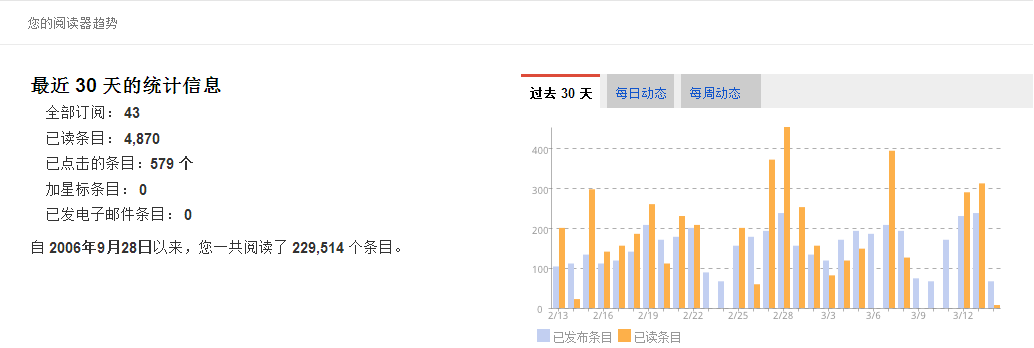 您的阅读器趋势
最近 30 天的统计信息
全部订阅： 43
已读条目： 4,870
已点击的条目：579 个
加星标条目： 0
已发电子邮件条目： 0
自 2006年9月28日以来，您一共阅读了 229,514 个条目。
过去 30 天 每日动态 每周动态
400
300
200
100
0
2/13 2/16 2/19 2/22 2/25 2/28 3/3 3/6 3/9 3/12
已发布条目 已读条目